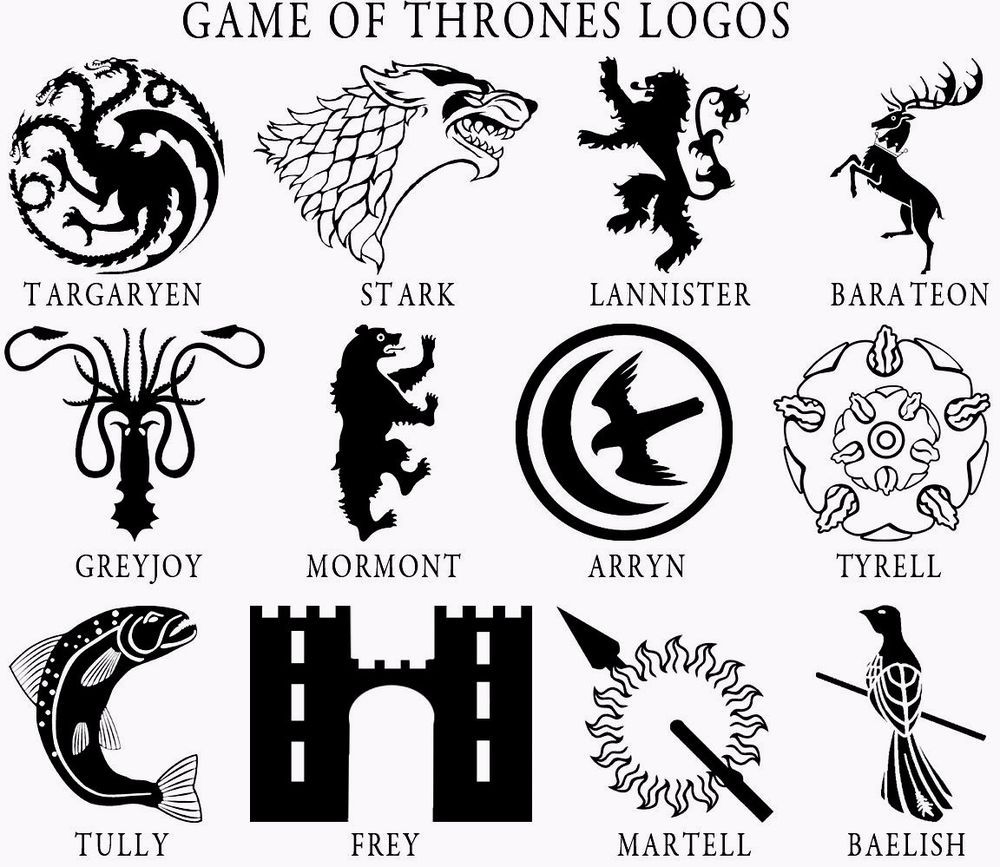 GAME OF THRONES LOGOS
TARGARYEN STARK LANNISTER BARATEON
GREYJOY MORMONT ARRYN TYRELL
TULLY FREY MARTELL BAELISH